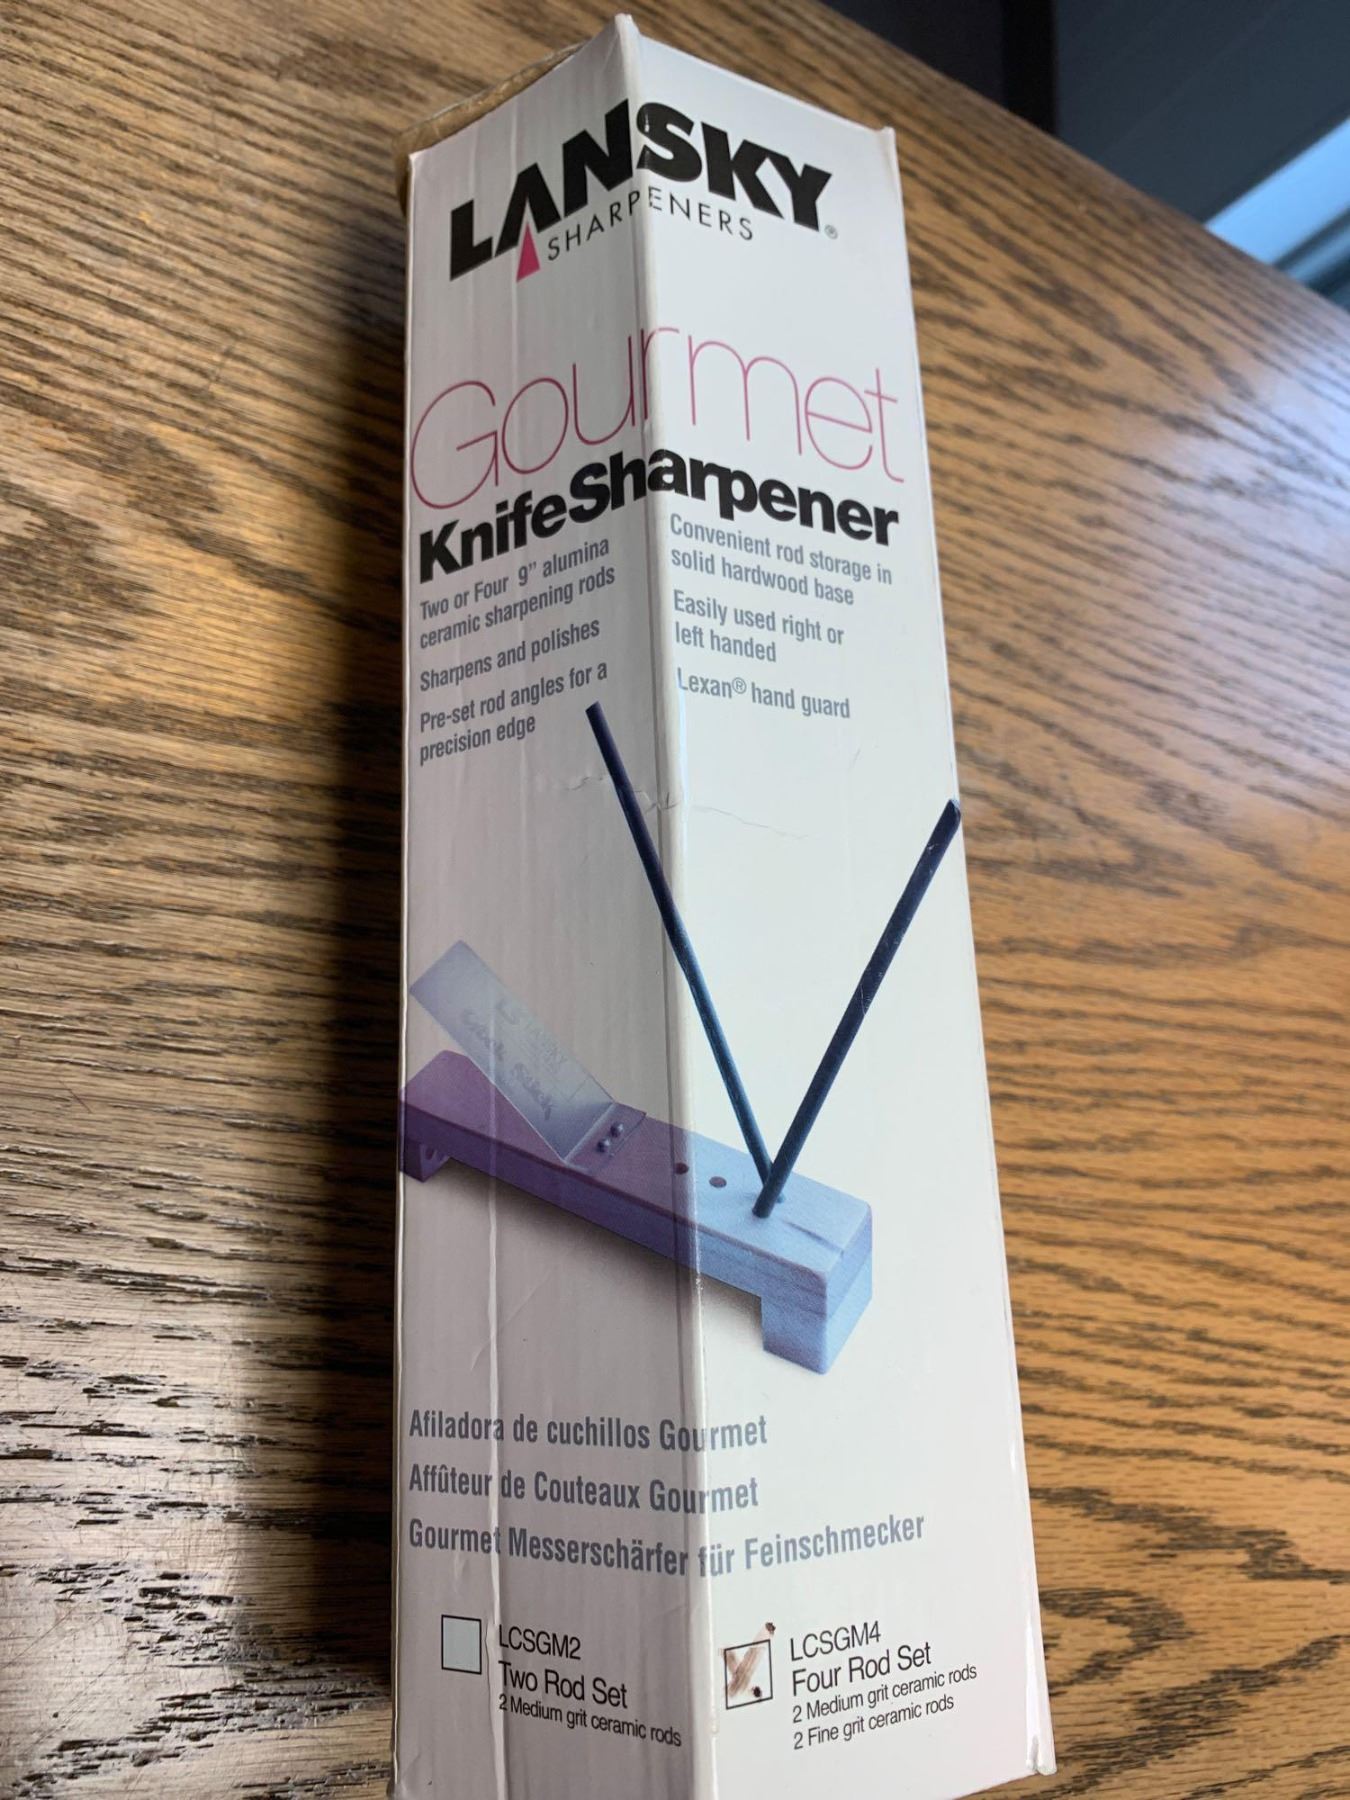 LANSKY®
SHARPENERS
Gourmet
KnifeSharpener
Two or Four 9" alumina
ceramic sharpening rods
Sharpens and polishes
Pre-set rod angles for a
precision edge
Convenient rod storage in
solid hardwood base
Easily used right or
left handed
Lexan® hand guard
LANSKY
Crock Stick
Afiladora de cuchillos Gourmet
Affûteur de Couteaux Gourmet
Gourmet Messerschärfer für Feinschmecker
LCSGM2
Two Rod Set
2 Medium grit ceramic rods
LCSGM4
Four Rod Set
2 Medium grit ceramic rods
2 Fine grit ceramic rods